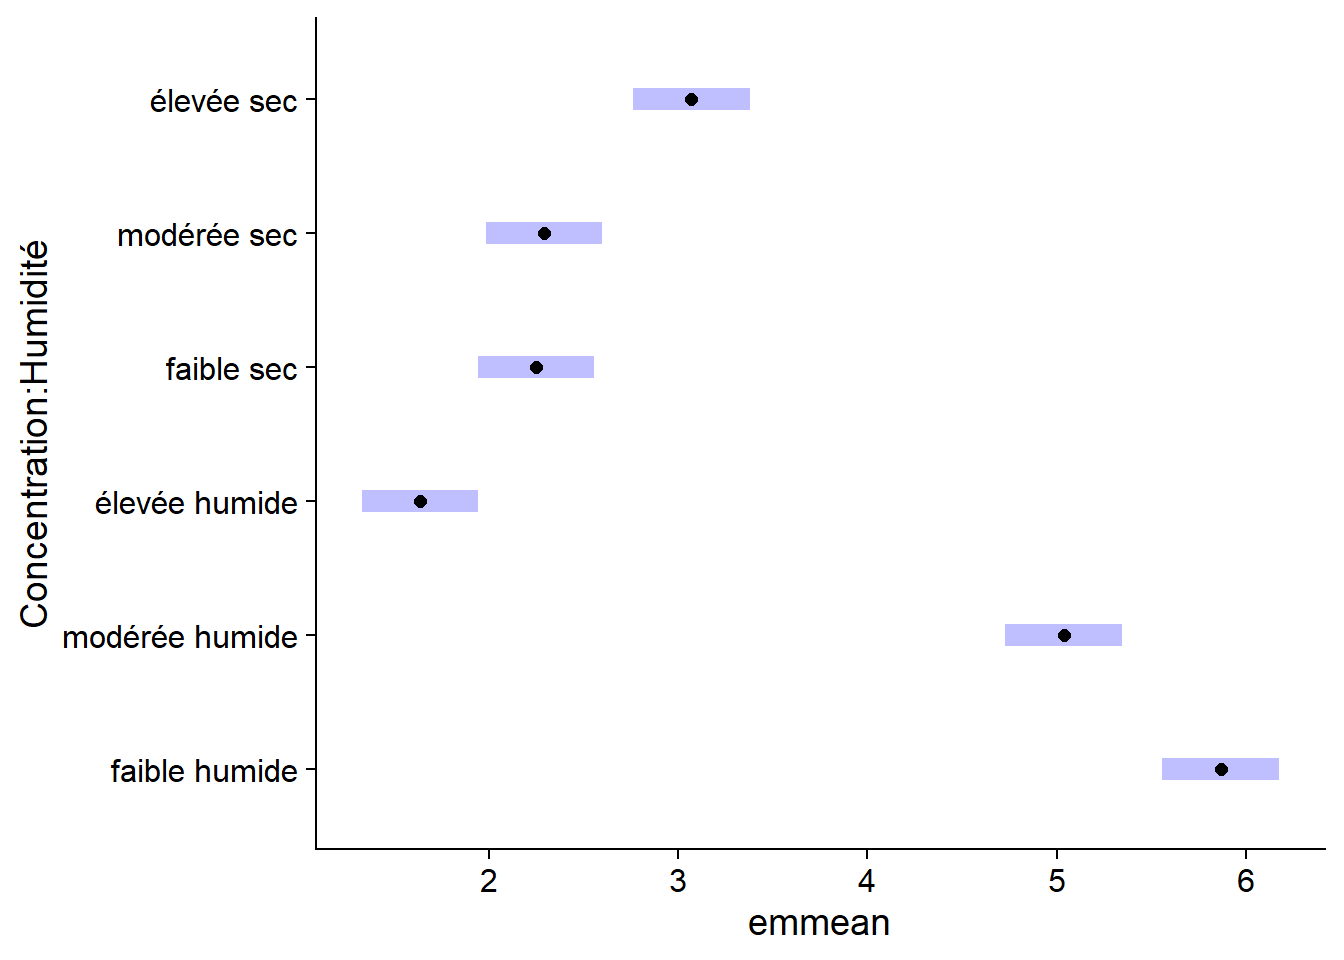 élevée sec
modérée sec
faible sec
élevée humide
modérée humide
faible humide
Concentration:Humidité
2 3 4 5 6
emmean